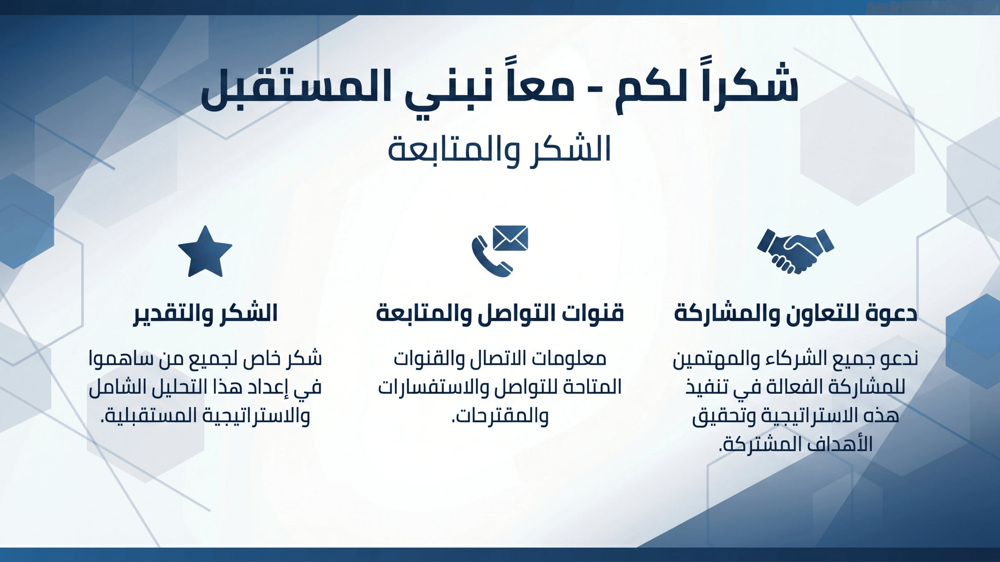 شكراً لكم - معاً نبني المستقبل
الشكر والمتابعة
دعوة للتعاون والمشاركة
ندعو جميع الشركاء والمهتمين
للمشاركة الفعالة في تنفيذ
هذه الاستراتيجية وتحقيق
الأهداف المشتركة.
قنوات التواصل والمتابعة
معلومات الاتصال والقنوات
المتاحة للتواصل والاستفسارات
والمقترحات.
الشكر والتقدير
شكر خاص لجميع من ساهموا
في إعداد هذا التحليل الشامل
والاستراتيجية المستقبلية.